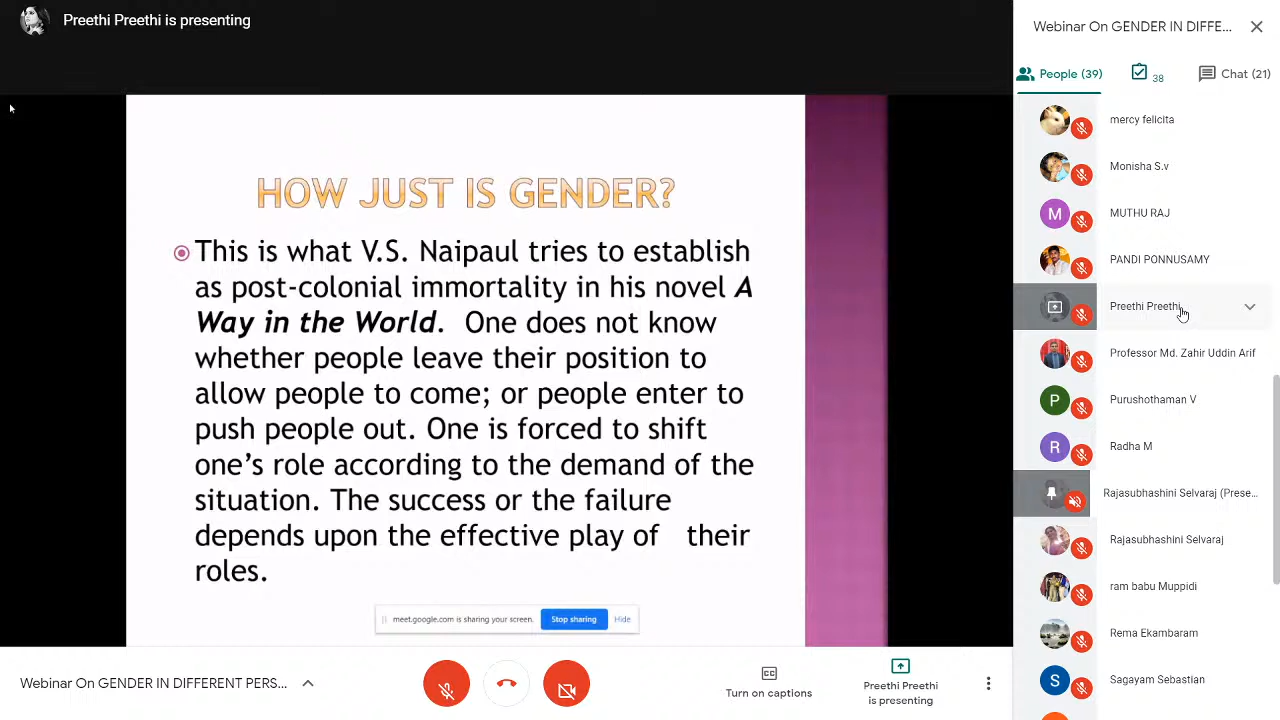 Preethi Preethi is presenting
HOW JUST IS GENDER?
This is what V.S. Naipaul tries to establish
as post-colonial immortality in his novel A
Way in the World. One does not know
whether people leave their position to
allow people to come; or people enter to
push people out. One is forced to shift
one's role according to the demand of the
situation. The success or the failure
depends upon the effective play of their
roles.
meet.google.com is sharing your screen. Stop sharing Hide
Webinar On GENDER IN DIFFERENT PERS...
Turn on captions
Preethi Preethi
is presenting
Webinar On GENDER IN DIFFE...
People (39) 38 Chat (21)
mercy felicita
Monisha S.v
M MUTHU RAJ
PANDI PONNUSAMY
Preethi Preethi
Professor Md. Zahir Uddin Arif
P Purushothaman V
R Radha M
Rajasubhashini Selvaraj (Prese...
Rajasubhashini Selvaraj
ram babu Muppidi
Rema Ekambaram
S Sagayam Sebastian